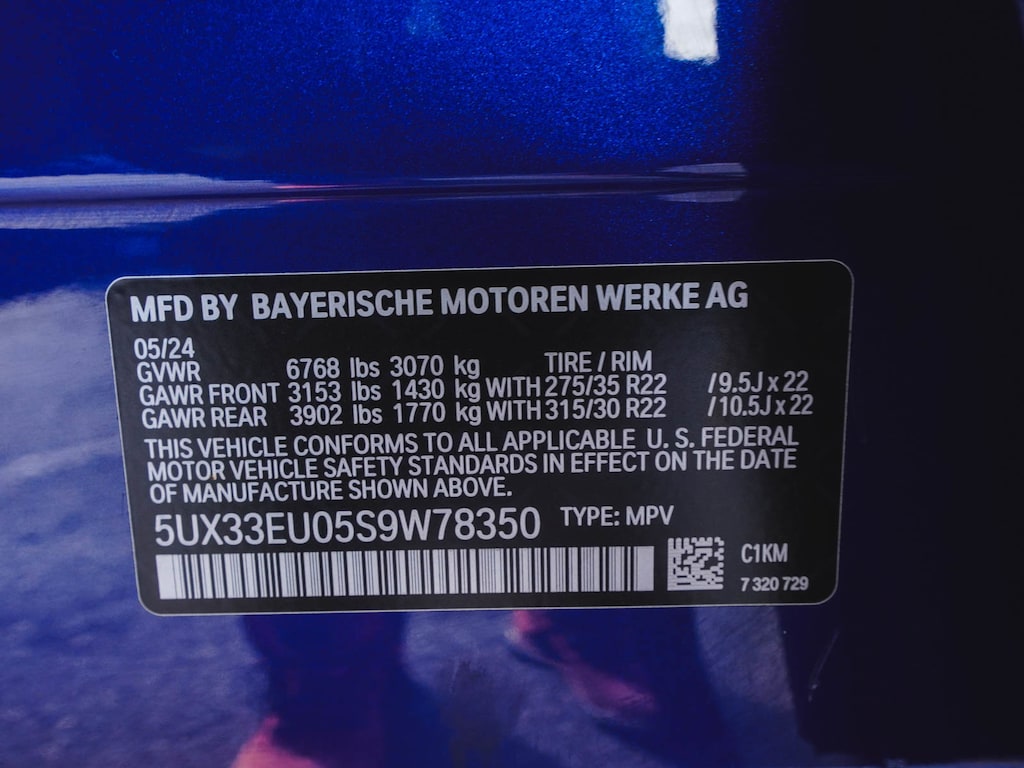 MFD BY BAYERISCHE MOTOREN WERKE AG
05/24
GVWR 6768 lbs 3070 kg TIRE / RIM
GAWR FRONT 3153 lbs 1430 kg WITH 275/35 R22 / 9.5J x 22
GAWR REAR 3902 lbs 1770 kg WITH 315/30 R22 / 10.5J x 22
THIS VEHICLE CONFORMS TO ALL APPLICABLE U. S. FEDERAL
MOTOR VEHICLE SAFETY STANDARDS IN EFFECT ON THE DATE
OF MANUFACTURE SHOWN ABOVE.
5UX33EU05S9W78350 TYPE: MPV
C1KM
7 320 729